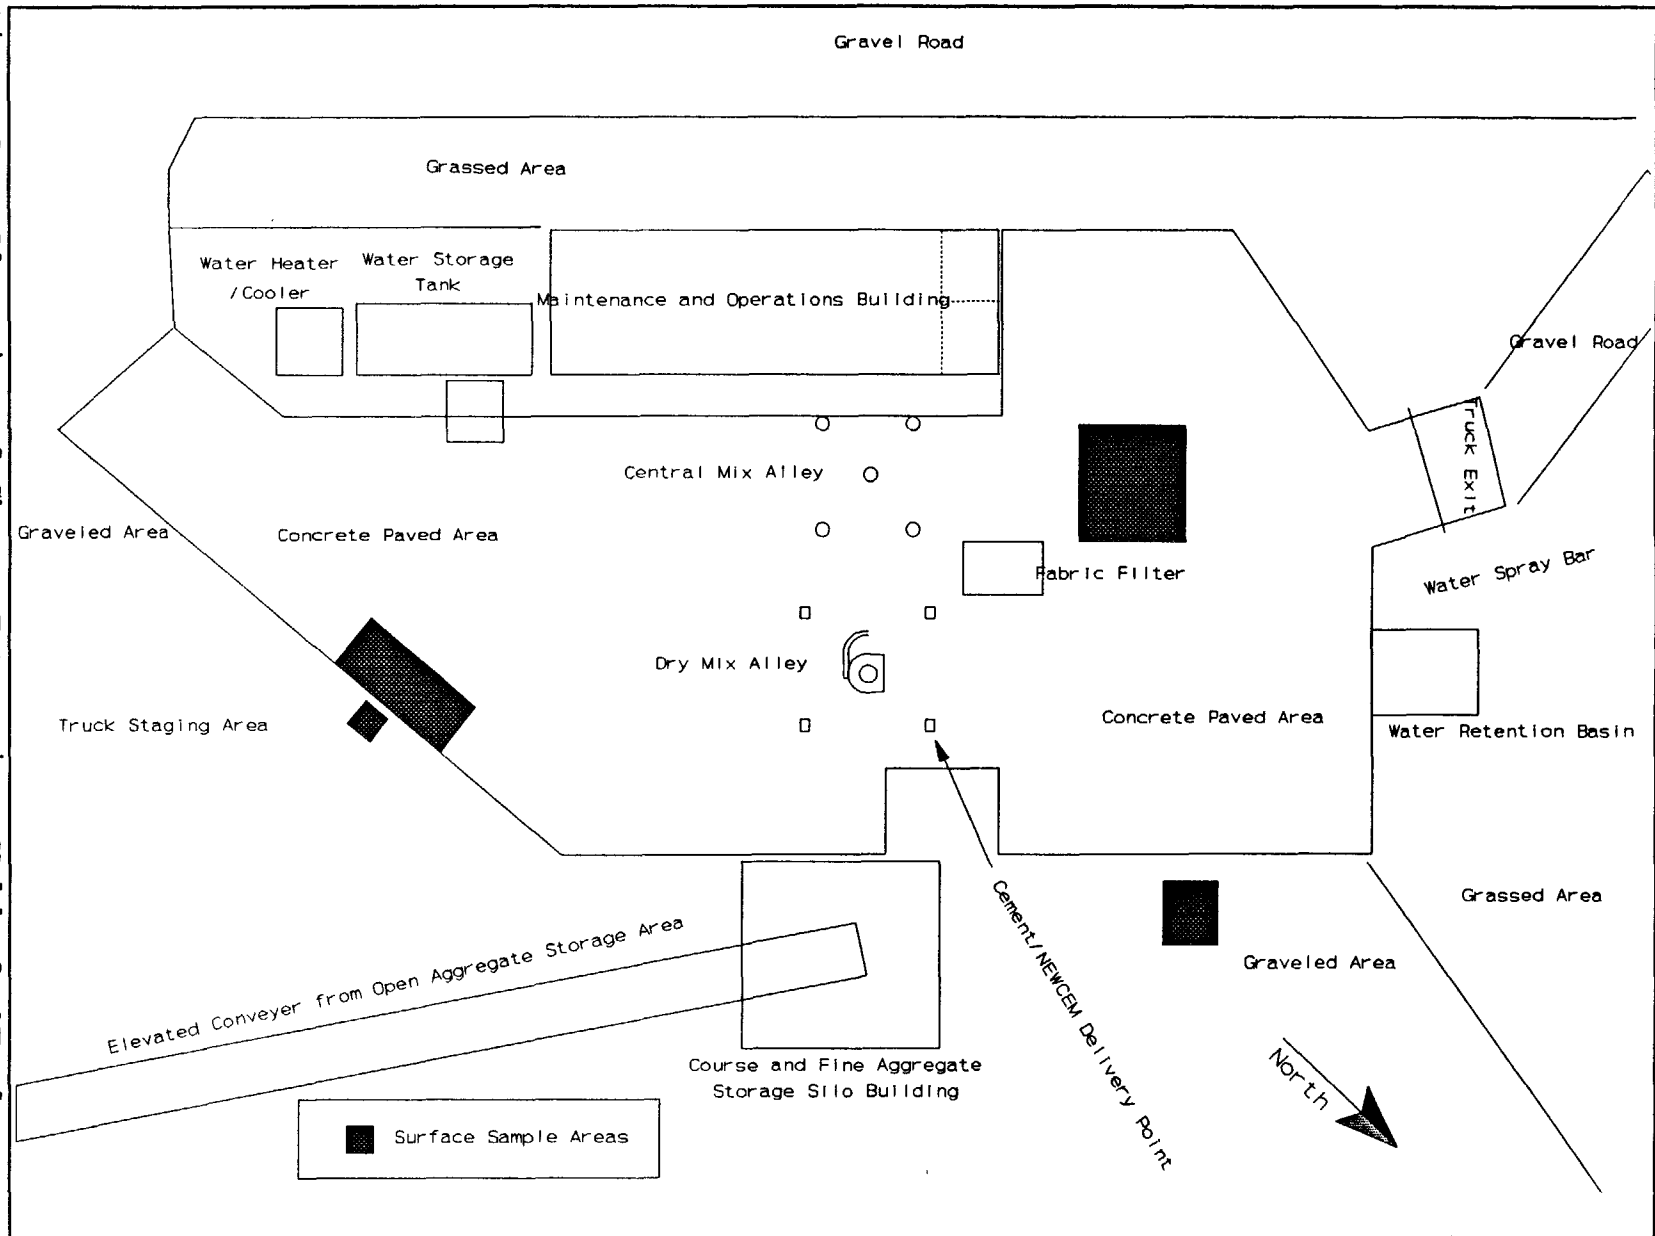 Gravel Road
Grassed Area
Water Heater
/Cooler
Water Storage
Tank
Maintenance and Operations Building
Gravel Road
Truck Exit
Central Mix Alley
Graveled Area
Concrete Paved Area
Fabric Filter
Water Spray Bar
Dry Mix Alley
Truck Staging Area
Concrete Paved Area
Water Retention Basin
Cement/NEWCEM Delivery Point
Grassed Area
Elevated Conveyer from Open Aggregate Storage Area
Graveled Area
Course and Fine Aggregate
Storage Silo Building
North
Surface Sample Areas